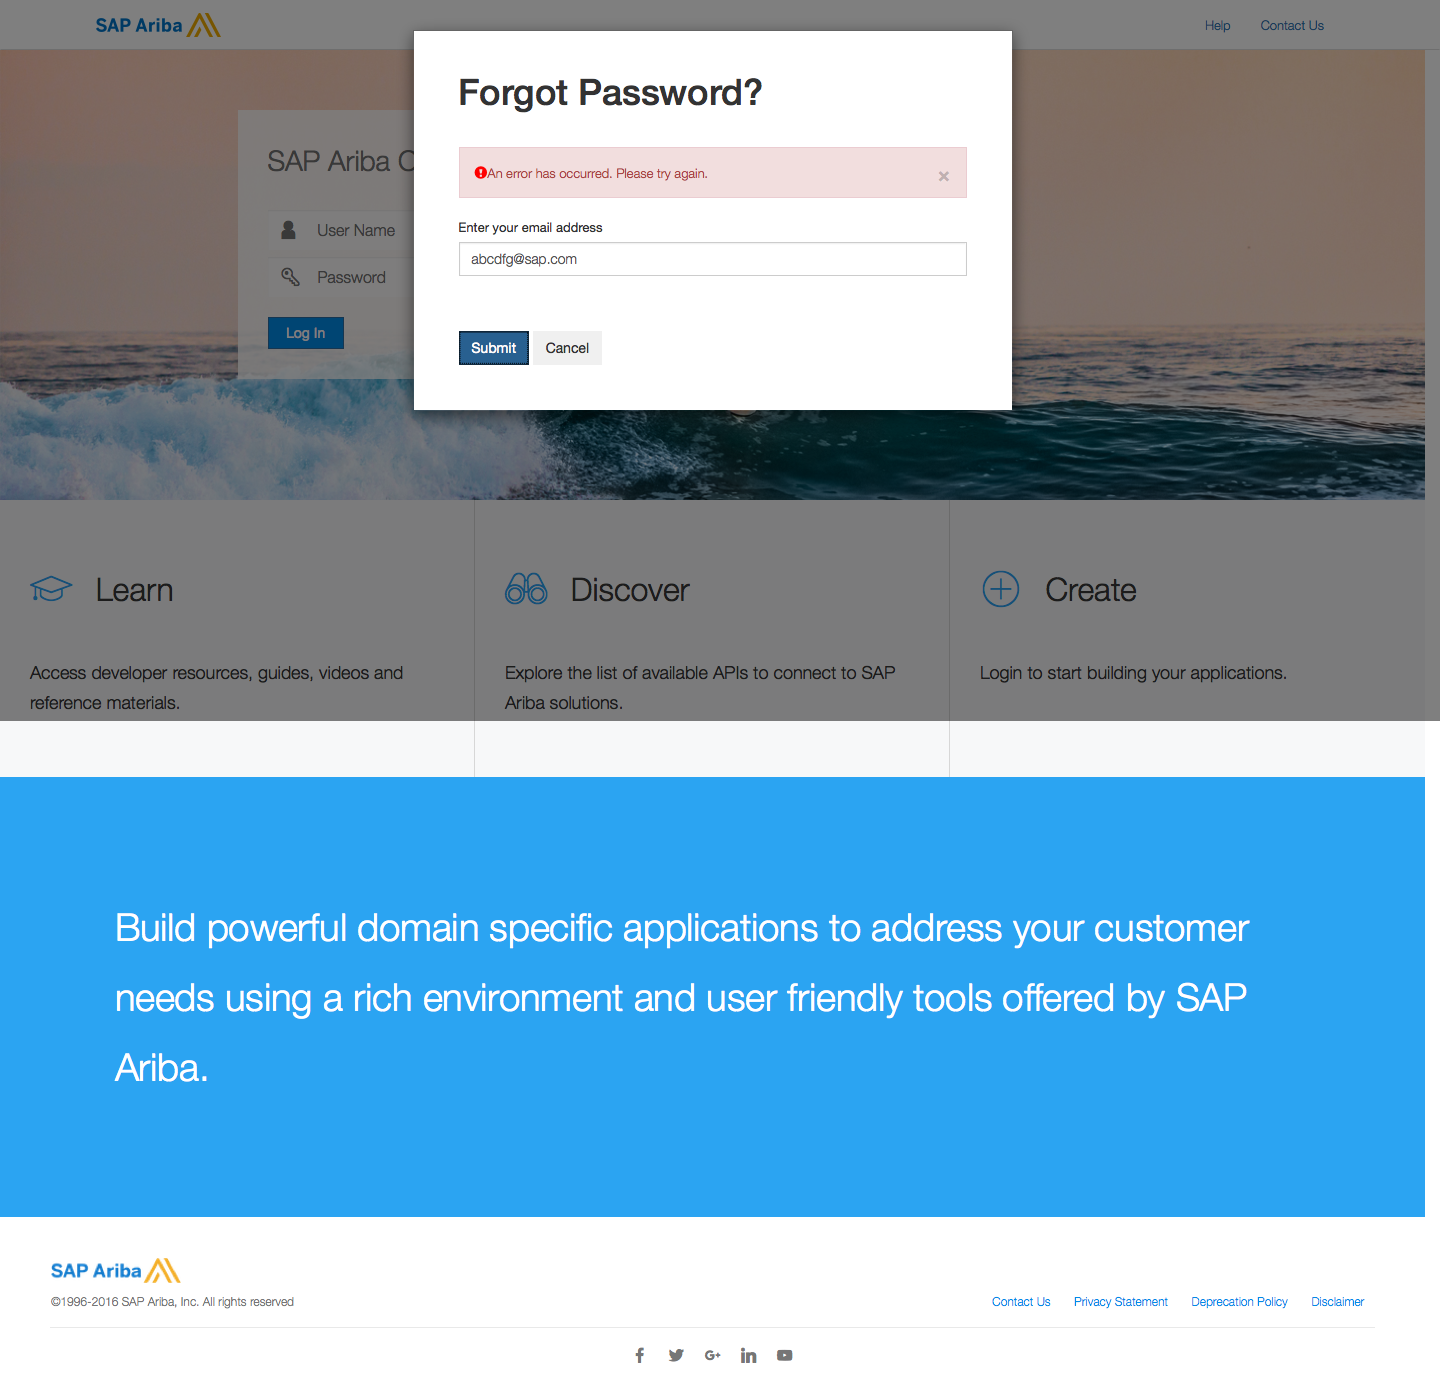 SAP Ariba
Help
Contact Us
Forgot Password?
An error has occurred. Please try again.
×
Enter your email address
abcdfg@sap.com
Submit
Cancel
SAP Ariba
User Name
Password
Log In
Learn
Access developer resources, guides, videos and
reference materials.
Discover
Explore the list of available APIs to connect to SAP
Ariba solutions.
Create
Login to start building your applications.
Build powerful domain specific applications to address your customer
needs using a rich environment and user friendly tools offered by SAP
Ariba.
SAP Ariba
©1996-2016 SAP Ariba, Inc. All rights reserved
Contact Us
Privacy Statement
Deprecation Policy
Disclaimer